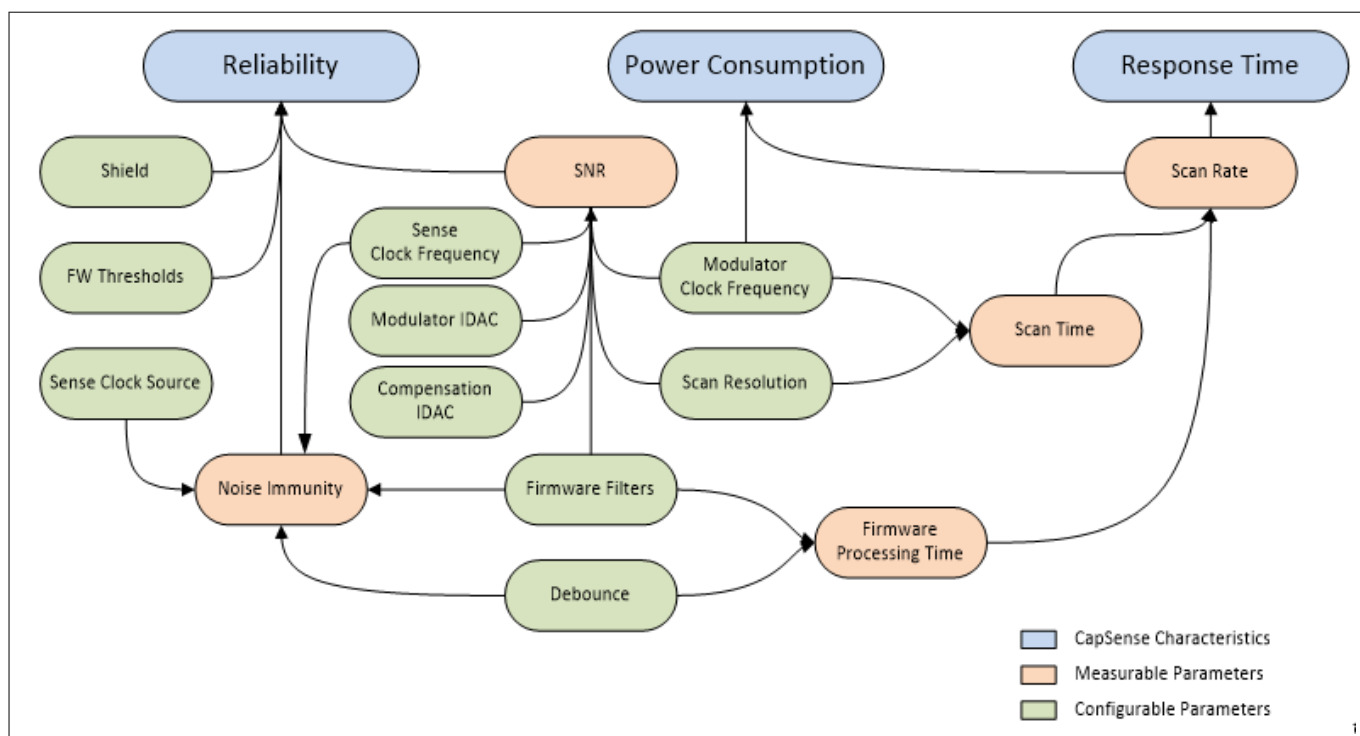 Reliability
Power Consumption
Response Time
Shield
SNR
Scan Rate
Sense
Clock Frequency
FW Thresholds
Modulator
Clock Frequency
Modulator IDAC
Scan Time
Sense Clock Source
Compensation
IDAC
Scan Resolution
Noise Immunity
Firmware Filters
Firmware
Processing Time
Debounce
CapSense Characteristics
Measurable Parameters
Configurable Parameters